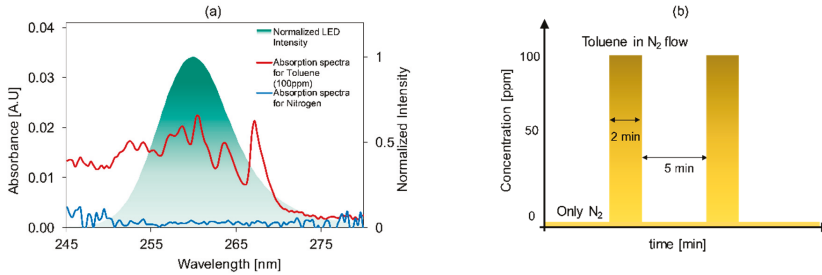 (a)
0.04
0.03
0.02
0.01
0.00
Absorbance [A.U]
245
255
265
275
Wavelength [nm]
1
0.5
0
Normalized Intensity
Normalized LED
Intensity
Absorption spectra
for Toluene
(100ppm)
Absorption spectra
for Nitrogen
(b)
Toluene in N2 flow
100
50
0
Concentration [ppm]
2 min
5 min
Only N2
time [min]